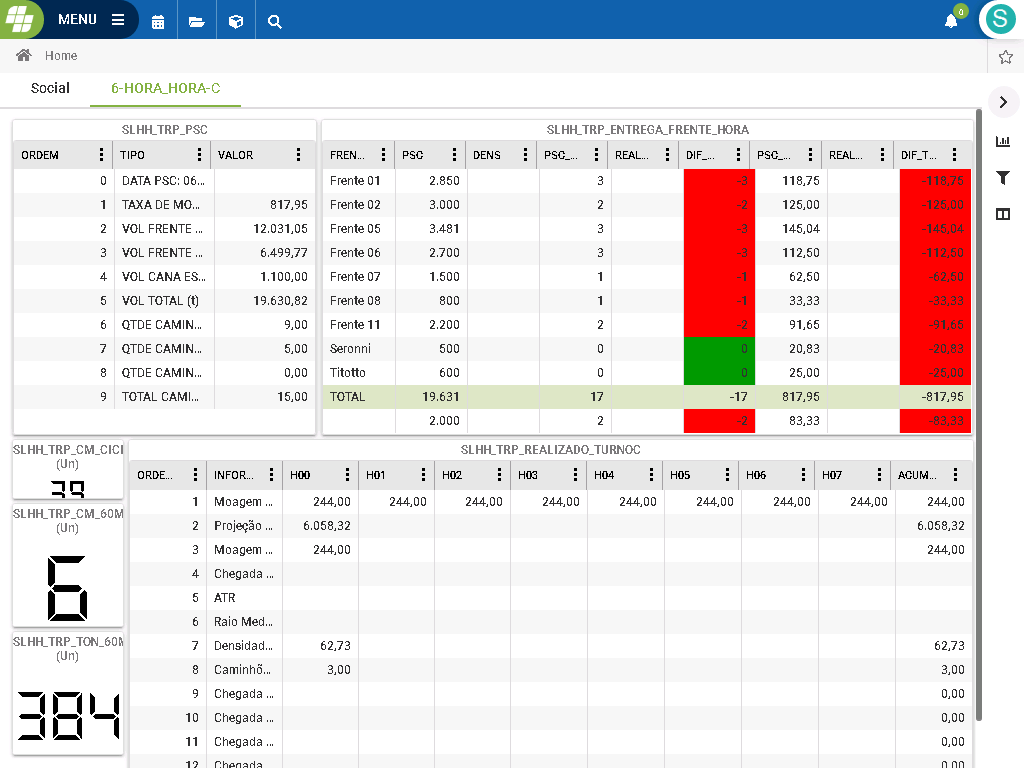 MENU
0
S
Home
Social 6-HORA_HORA-C
SLHH_TRP_PSC
ORDEM TIPO VALOR
0 DATA PSC: 06...
1 TAXA DE MO... 817,95
2 VOL FRENTE ... 12.031,05
3 VOL FRENTE ... 6.499,77
4 VOL CANA ES... 1.100,00
5 VOL TOTAL (t) 19.630,82
6 QTDE CAMIN... 9,00
7 QTDE CAMIN... 5,00
8 QTDE CAMIN... 0,00
9 TOTAL CAMI... 15,00
SLHH_TRP_ENTREGA_FRENTE_HORA
FREN... PSC DENS PSC_... REAL... DIF_... PSC_... REAL... DIF_T...
Frente 01 2.850 3 -3 118,75 -118,75
Frente 02 3.000 2 -2 125,00 -125,00
Frente 05 3.481 3 -3 145,04 -145,04
Frente 06 2.700 3 -3 112,50 -112,50
Frente 07 1.500 1 -1 62,50 -62,50
Frente 08 800 1 -1 33,33 -33,33
Frente 11 2.200 2 -2 91,65 -91,65
Seronni 500 0 0 20,83 -20,83
Titotto 600 0 0 25,00 -25,00
TOTAL 19.631 17 -17 817,95 -817,95
2.000 2 -2 83,33 -83,33
SLHH_TRP_CM_CICL
(Un)
39
SLHH_TRP_CM_60M
(Un)
6
SLHH_TRP_TON_60M
(Un)
384
SLHH_TRP_REALIZADO_TURNOC
ORDE... INFOR... H00 H01 H02 H03 H04 H05 H06 H07 ACUM...
1 Moagem ... 244,00 244,00 244,00 244,00 244,00 244,00 244,00 244,00 244,00
2 Projeção ... 6.058,32 6.058,32
3 Moagem ... 244,00 244,00
4 Chegada ...
5 ATR
6 Raio Med...
7 Densidad... 62,73 62,73
8 Caminhõ... 3,00 3,00
9 Chegada ... 0,00
10 Chegada ... 0,00
11 Chegada ... 0,00
12 Chegada ... 0,00